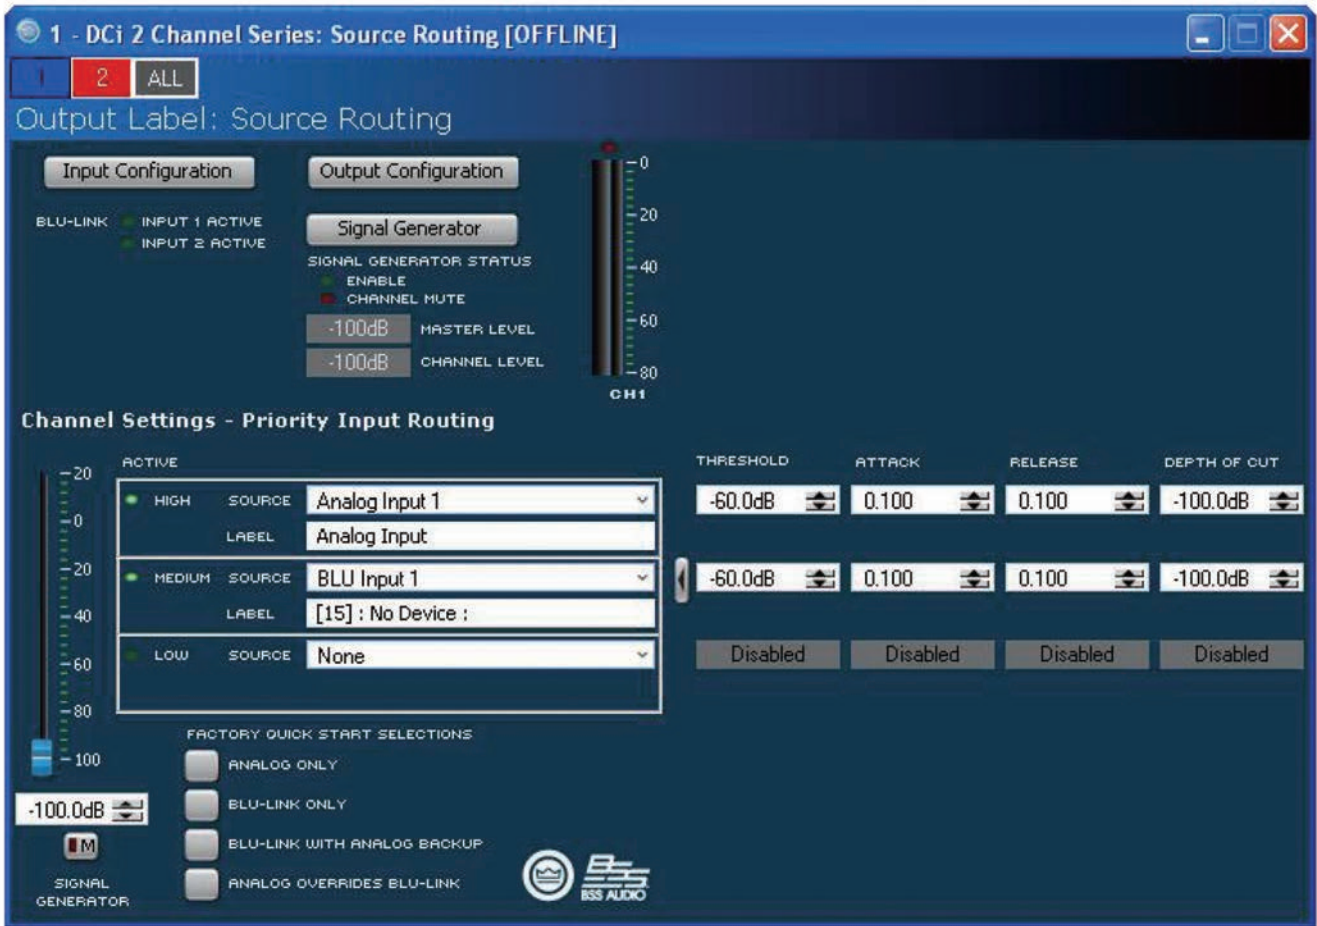 1 - DCi 2 Channel Series: Source Routing [OFFLINE]
1 2 ALL
Output Label: Source Routing
Input Configuration
Output Configuration
BLU-LINK INPUT 1 ACTIVE
INPUT 2 ACTIVE
Signal Generator
SIGNAL GENERATOR STATUS
ENABLE
CHANNEL MUTE
-100dB MASTER LEVEL
-100dB CHANNEL LEVEL
0
20
40
60
80
CH1
Channel Settings - Priority Input Routing
ACTIVE
THRESHOLD ATTACK RELEASE DEPTH OF CUT
20
0
20
40
60
80
100
HIGH SOURCE Analog Input 1
-60.0dB 0.100 0.100 -100.0dB
LABEL Analog Input
MEDIUM SOURCE BLU Input 1
-60.0dB 0.100 0.100 -100.0dB
LABEL [15] : No Device :
LOW SOURCE None
Disabled Disabled Disabled Disabled
FACTORY QUICK START SELECTIONS
ANALOG ONLY
BLU-LINK ONLY
BLU-LINK WITH ANALOG BACKUP
ANALOG OVERRIDES BLU-LINK
-100.0dB
M
SIGNAL
GENERATOR
BSS
BSS AUDIO